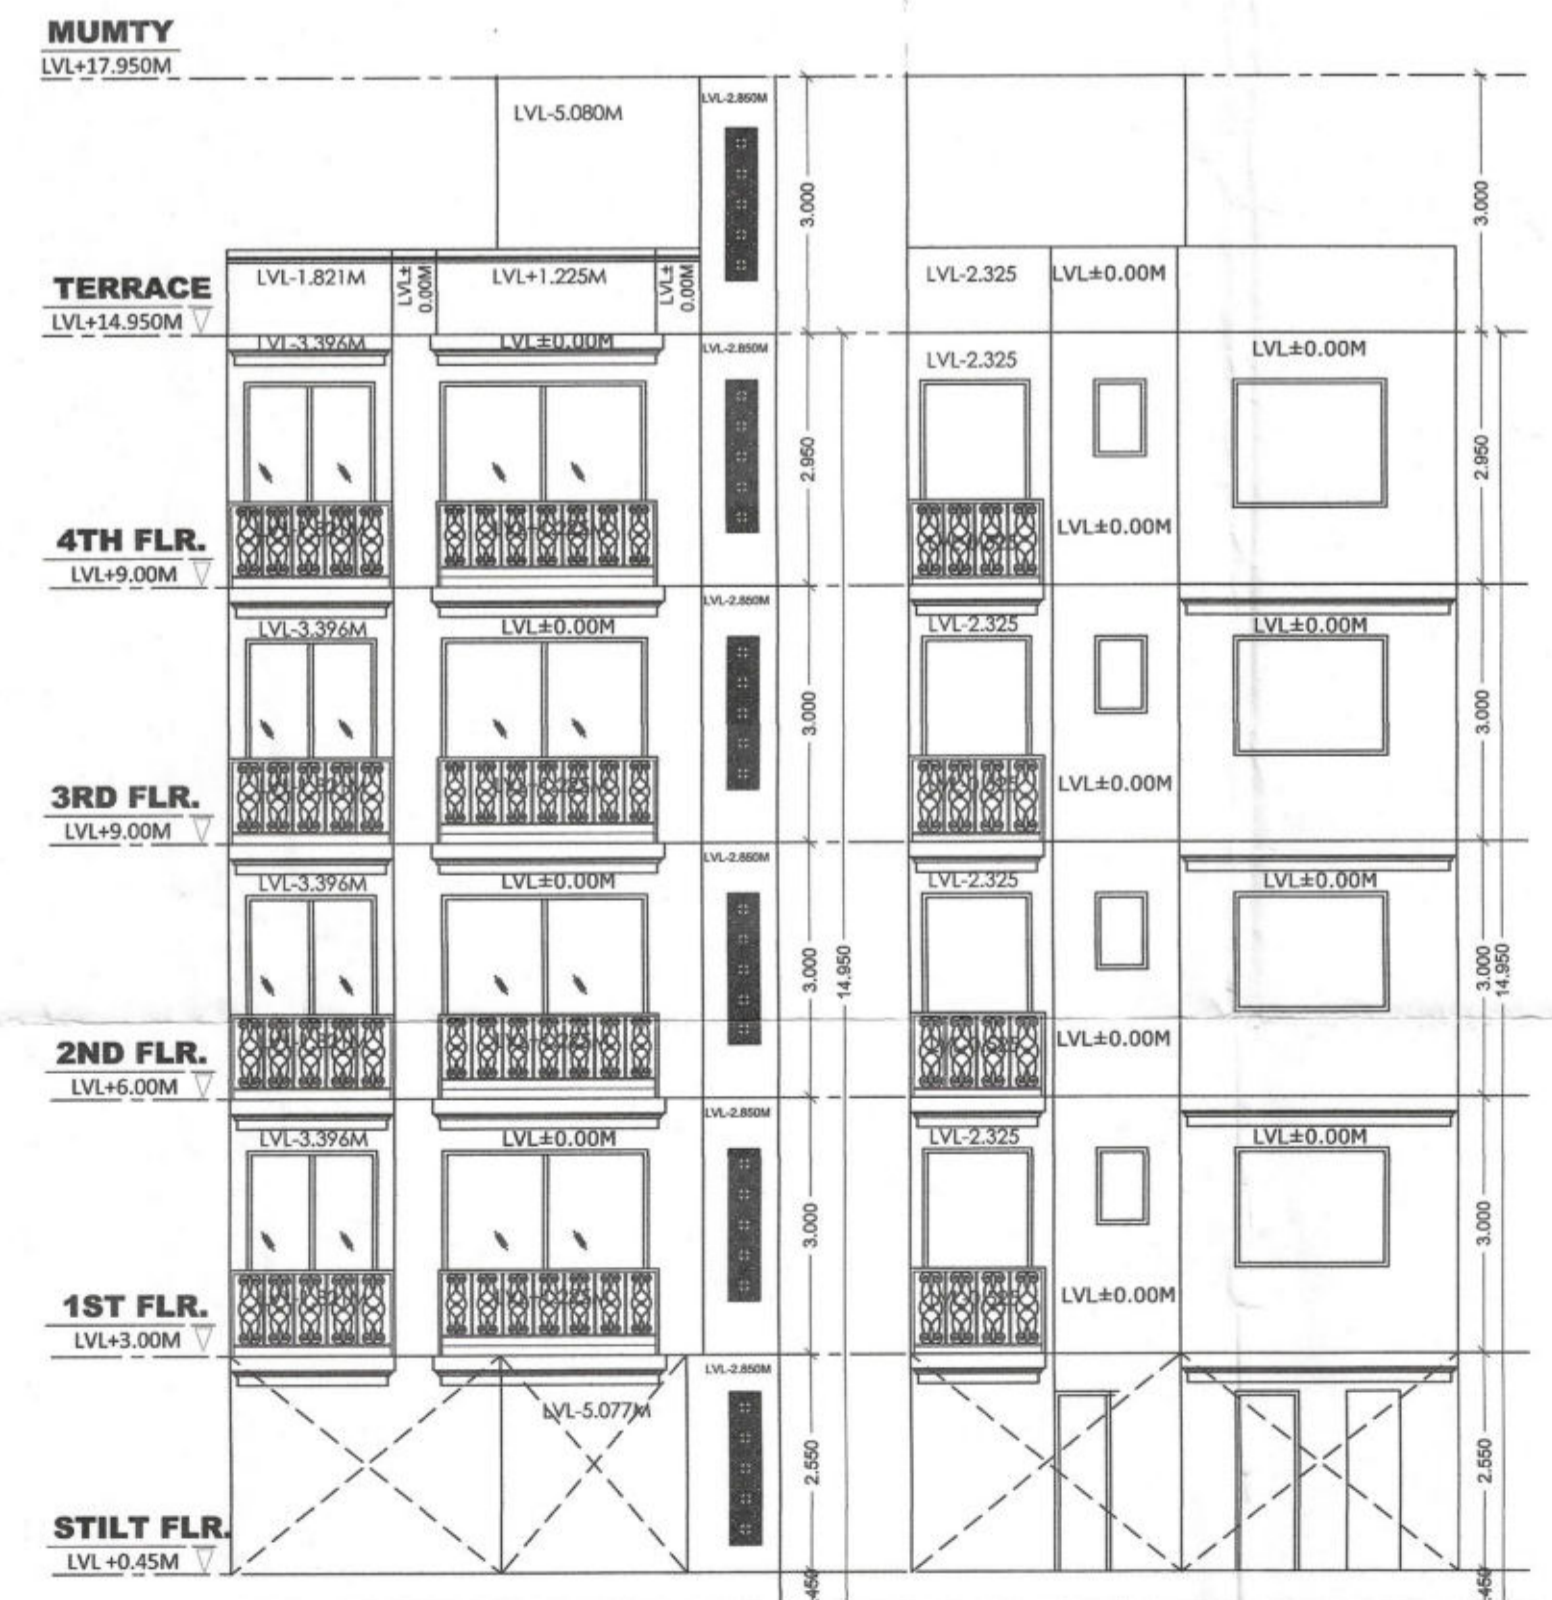 MUMTY
LVL+17.950M
LVL-5.080M
LVL-2.850M
3.000
3.000
TERRACE
LVL+14.950M
LVL-1.821M
LVL±
0.00M
LVL+1.225M
LVL±
0.00M
LVL-2.325
LVL±0.00M
LVL-3.396M
LVL±0.00M
LVL-2.850M
LVL-2.325
LVL±0.00M
2.950
2.950
4TH FLR.
LVL+9.00M
LVL±0.00M
LVL-3.396M
LVL±0.00M
LVL-2.850M
LVL-2.325
LVL±0.00M
3.000
3.000
3RD FLR.
LVL+9.00M
LVL±0.00M
LVL-3.396M
LVL±0.00M
LVL-2.850M
LVL-2.325
LVL±0.00M
3.000
14.950
3.000
14.950
2ND FLR.
LVL+6.00M
LVL±0.00M
LVL-3.396M
LVL±0.00M
LVL-2.850M
LVL-2.325
LVL±0.00M
3.000
3.000
1ST FLR.
LVL+3.00M
LVL±0.00M
LVL-2.850M
LVL-5.077M
2.550
2.550
STILT FLR.
LVL +0.45M
.450
.450